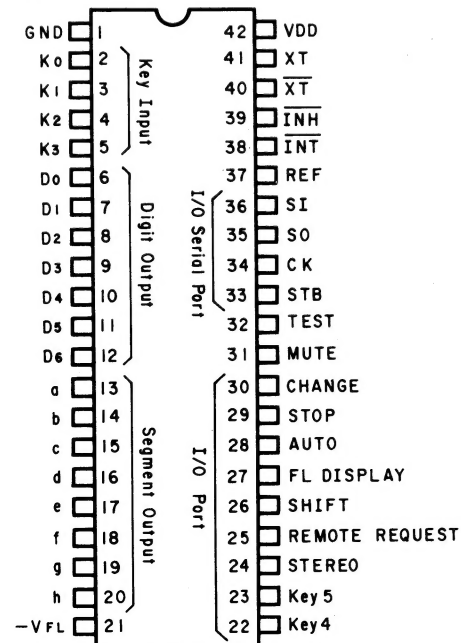 GND 1 42 VDD
K0 2 41 XT
K1 3 40 XT
K2 4 39 INH
K3 5 38 INT
Key Input
D0 6 37 REF
D1 7 36 SI
D2 8 35 SO
D3 9 34 CK
D4 10 33 STB
D5 11 32 TEST
D6 12 31 MUTE
Digit Output
I/O Serial Port
a 13 30 CHANGE
b 14 29 STOP
c 15 28 AUTO
d 16 27 FL DISPLAY
e 17 26 SHIFT
f 18 25 REMOTE REQUEST
g 19 24 STEREO
h 20 23 Key5
-VFL 21 22 Key4
Segment Output
I/O Port